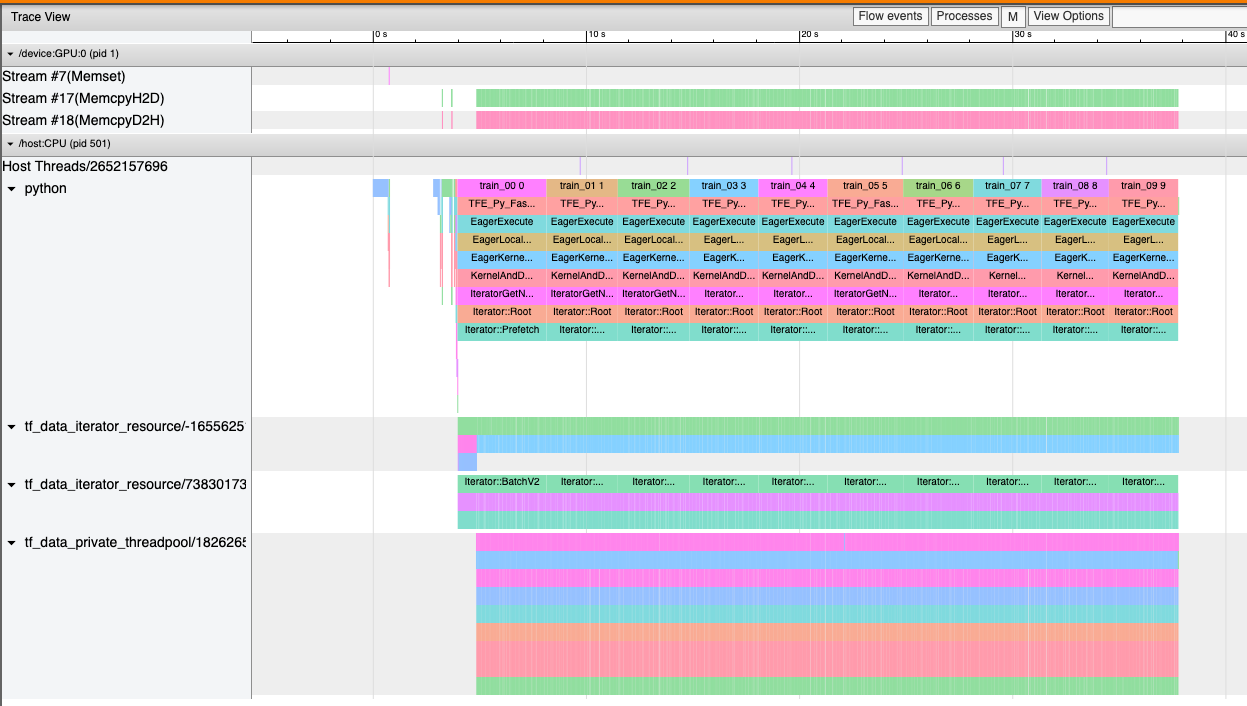 Trace View Flow events Processes M View Options
0 s 10 s 20 s 30 s 40 s
/device:GPU:0 (pid 1)
Stream #7(Memset)
Stream #17(MemcpyH2D)
Stream #18(MemcpyD2H)
/host:CPU (pid 501)
Host Threads/2652157696
python train_00 0 train_01 1 train_02 2 train_03 3 train_04 4 train_05 5 train_06 6 train_07 7 train_08 8 train_09 9
TFE_Py_Fas... TFE_Py... TFE_Py... TFE_Py... TFE_Py... TFE_Py_Fas... TFE_Py... TFE_Py... TFE_Py... TFE_Py...
EagerExecute EagerExecute EagerExecute EagerExecute EagerExecute EagerExecute EagerExecute EagerExecute EagerExecute EagerExecute
EagerLocal... EagerLocal... EagerLocal... EagerL... EagerL... EagerLocal... EagerLocal... EagerL... EagerL... EagerL...
EagerKerne... EagerKerne... EagerKerne... EagerK... EagerK... EagerKerne... EagerKerne... EagerK... EagerK... EagerKerne...
KernelAndD... KernelAndD... KernelAndD... KernelAndD... KernelAndD... KernelAndD... KernelAndD... Kernel... Kernel... KernelAndD...
IteratorGetN... IteratorGetN... IteratorGetN... Iterator... Iterator... IteratorGetN... Iterator... Iterator... Iterator... Iterator...
Iterator::Root Iterator::Root Iterator::Root Iterator::Root Iterator::Root Iterator::Root Iterator::Root Iterator::Root Iterator::Root Iterator::Root
Iterator::Prefetch Iterator::... Iterator::... Iterator::... Iterator::... Iterator::... Iterator::... Iterator::... Iterator::... Iterator::...
tf_data_iterator_resource/-16556251
tf_data_iterator_resource/73830173 Iterator::BatchV2 Iterator:... Iterator:... Iterator:... Iterator:... Iterator:... Iterator:... Iterator:... Iterator:... Iterator:...
tf_data_private_threadpool/1826265